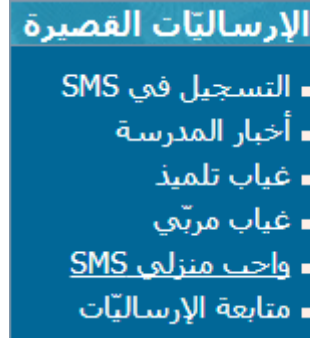 الإرساليّات القصيرة
التسجيل في SMS
أخبار المدرسة
غياب تلميذ
غياب مربّي
واجب منزلي SMS
متابعة الإرساليّات